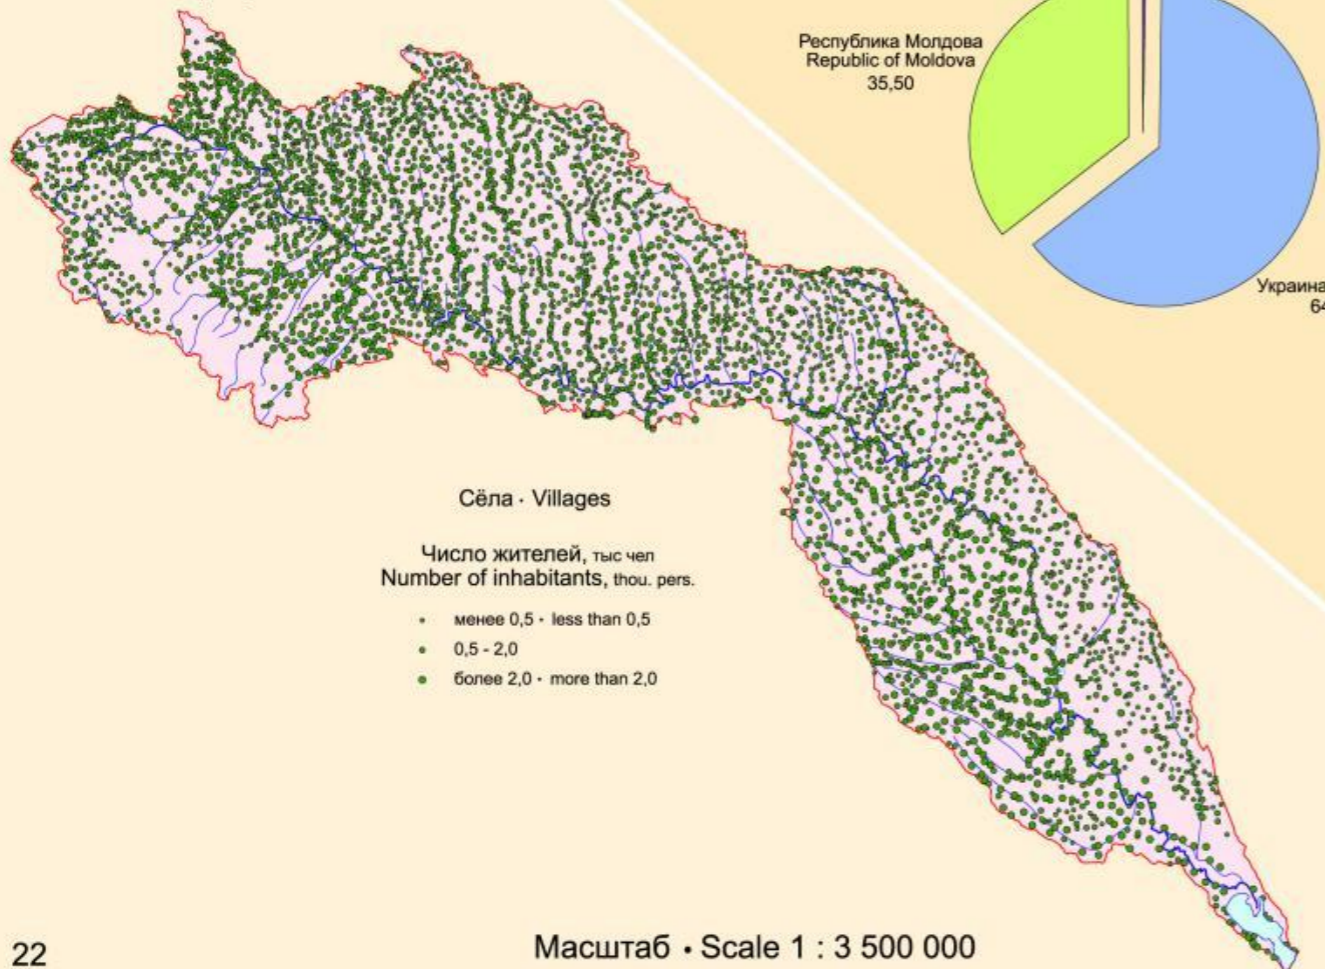 Республика Молдова
Republic of Moldova
35,50
Украина
64
Сёла · Villages
Число жителей, тыс чел
Number of inhabitants, thou. pers.
менее 0,5 · less than 0,5
0,5 - 2,0
более 2,0 · more than 2,0
22
Масштаб · Scale 1 : 3 500 000